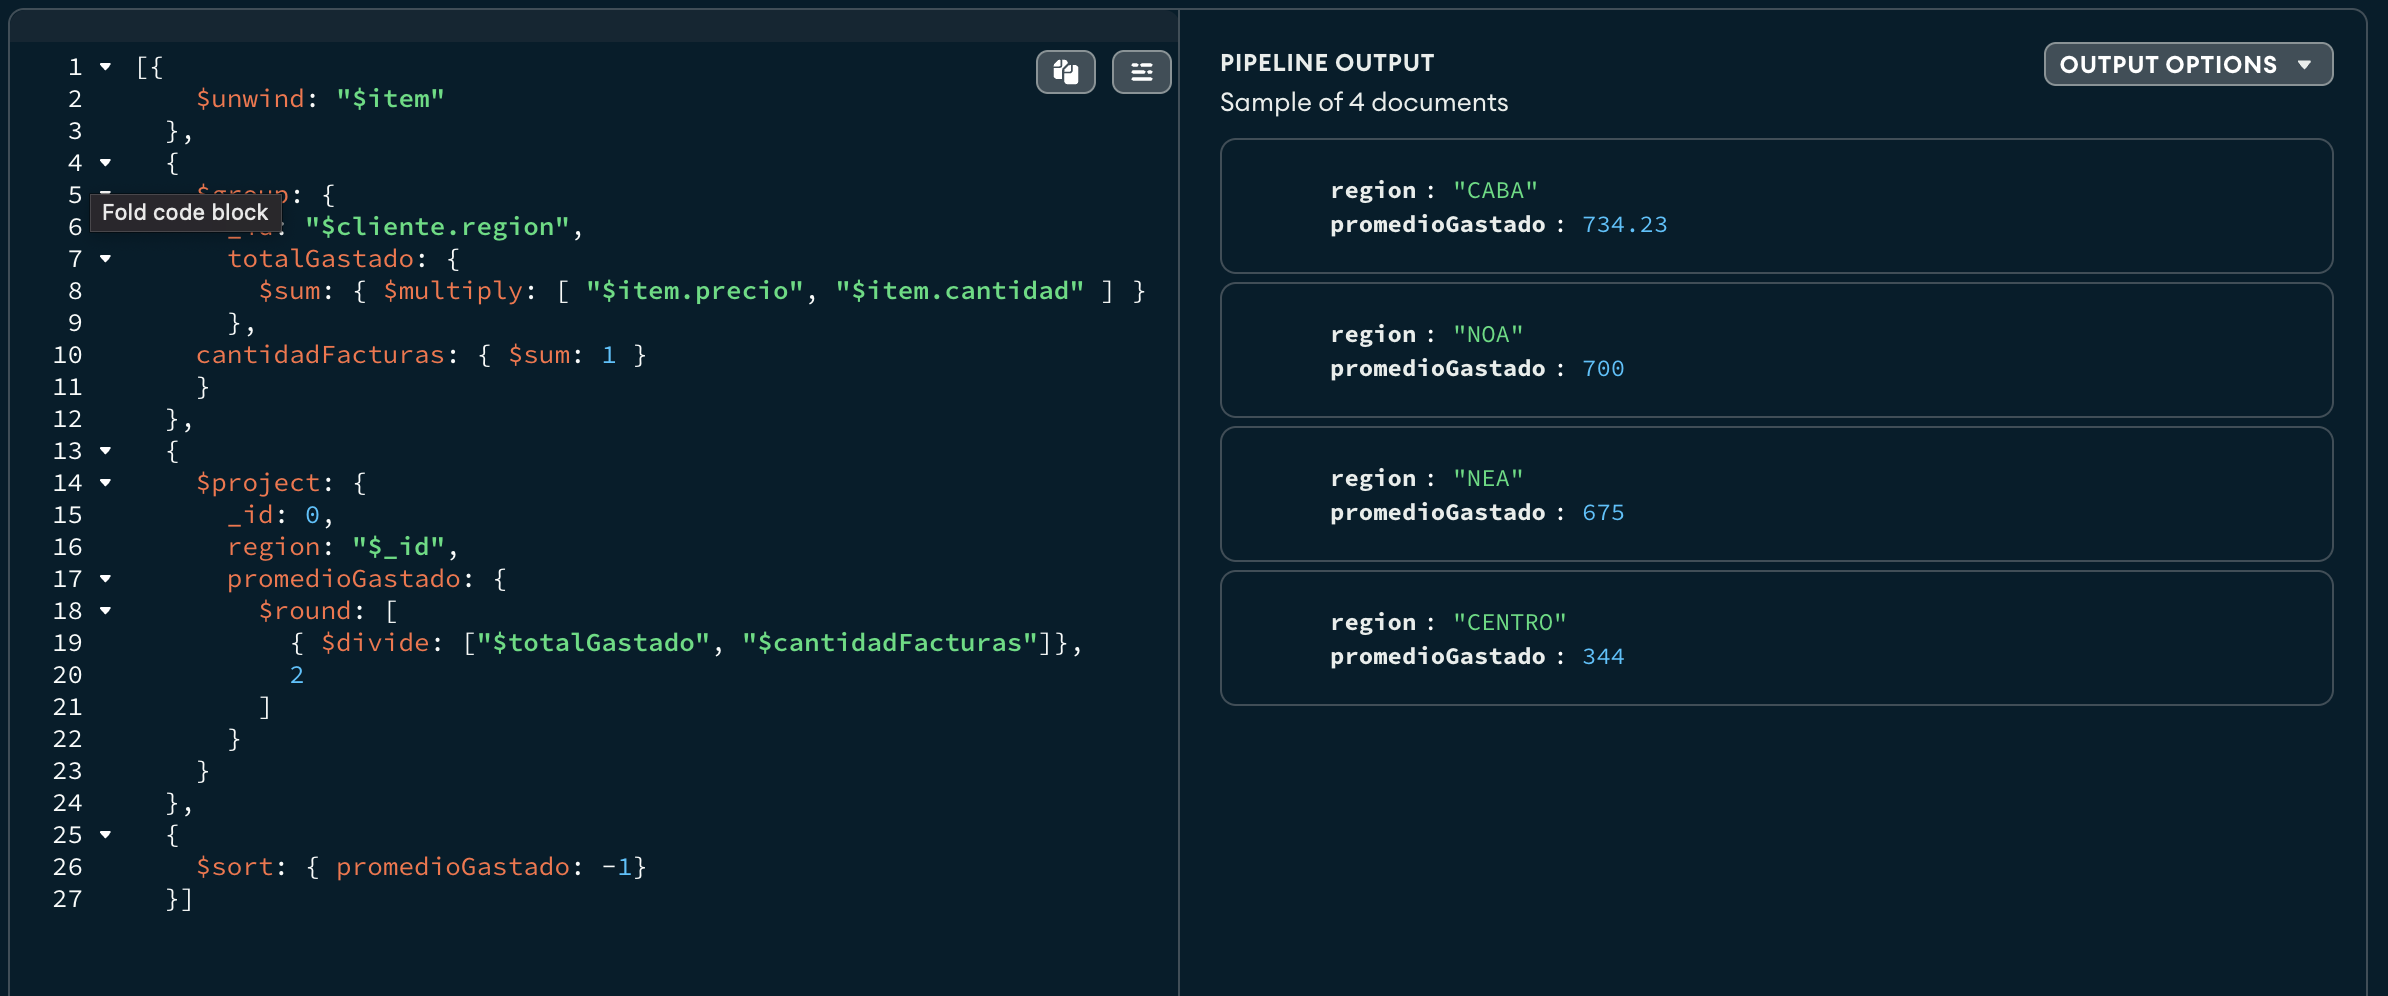 1 [{
2 $unwind: "$item"
3 },
4 {
5 : {
Fold code block
6 : "$cliente.region",
7 totalGastado: {
8 $sum: { $multiply: [ "$item.precio", "$item.cantidad" ] }
9 },
10 cantidadFacturas: { $sum: 1 }
11 }
12 },
13 {
14 $project: {
15 _id: 0,
16 region: "$_id",
17 promedioGastado: {
18 $round: [
19 { $divide: ["$totalGastado", "$cantidadFacturas"]},
20 2
21 ]
22 }
23 }
24 },
25 {
26 $sort: { promedioGastado: -1}
27 }]
PIPELINE OUTPUT
OUTPUT OPTIONS
Sample of 4 documents
region : "CABA"
promedioGastado : 734.23
region : "NOA"
promedioGastado : 700
region : "NEA"
promedioGastado : 675
region : "CENTRO"
promedioGastado : 344